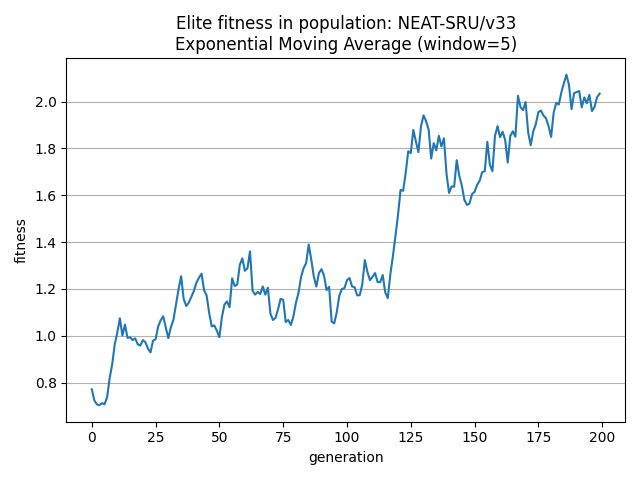 Elite fitness in population: NEAT-SRU/v33
Exponential Moving Average (window=5)
fitness
2.0
1.8
1.6
1.4
1.2
1.0
0.8
0 25 50 75 100 125 150 175 200
generation